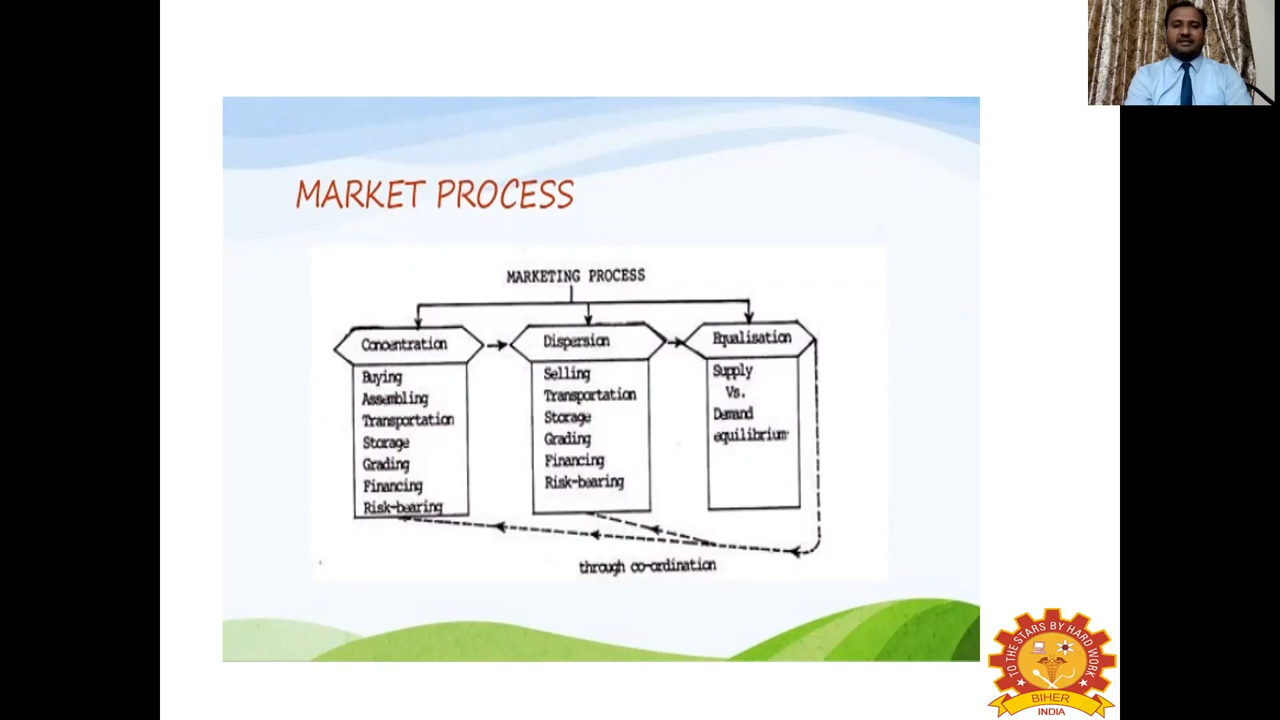 MARKET PROCESS
MARKETING PROCESS
Concentration
Buying
Assembling
Transportation
Storage
Grading
Financing
Risk-bearing
Dispersion
Selling
Transportation
Storage
Grading
Financing
Risk-bearing
Equalisation
Supply
Vs.
Demand
equilibrium
through co-ordination
TO THE STARS BY HARD WORK
BIHER
INDIA